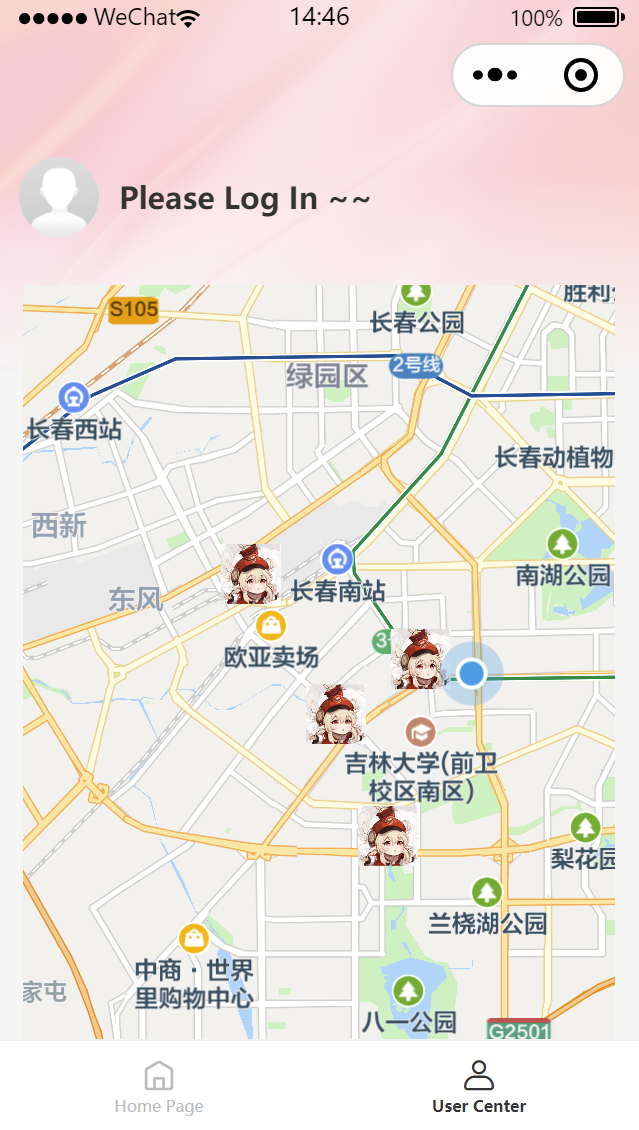 WeChat 14:46 100%
Please Log In ~~
S105
胜利
长春公园
2号线
绿园区
长春西站
长春动植物
西新
南湖公园
长春南站
东风
欧亚卖场
3
吉林大学(前卫
校区南区)
梨花园
兰桡湖公园
中商·世界
里购物中心
家屯
八一公园
G2501
Home Page
User Center